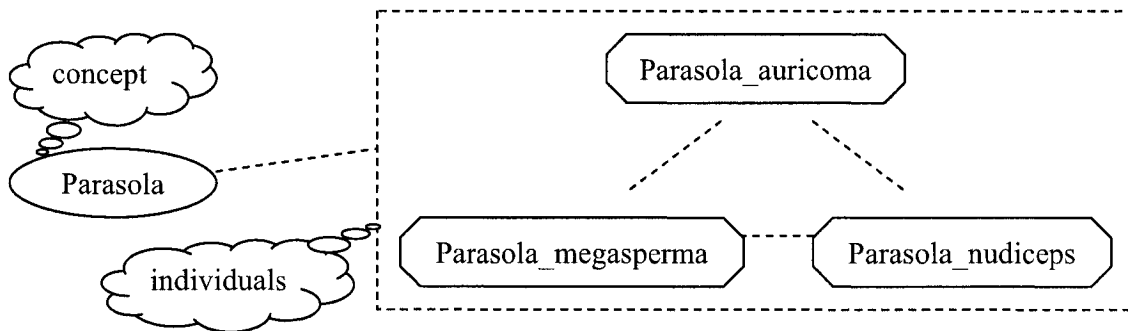 concept
Parasola_auricoma
Parasola
Parasola_megasperma
Parasola_nudiceps
individuals